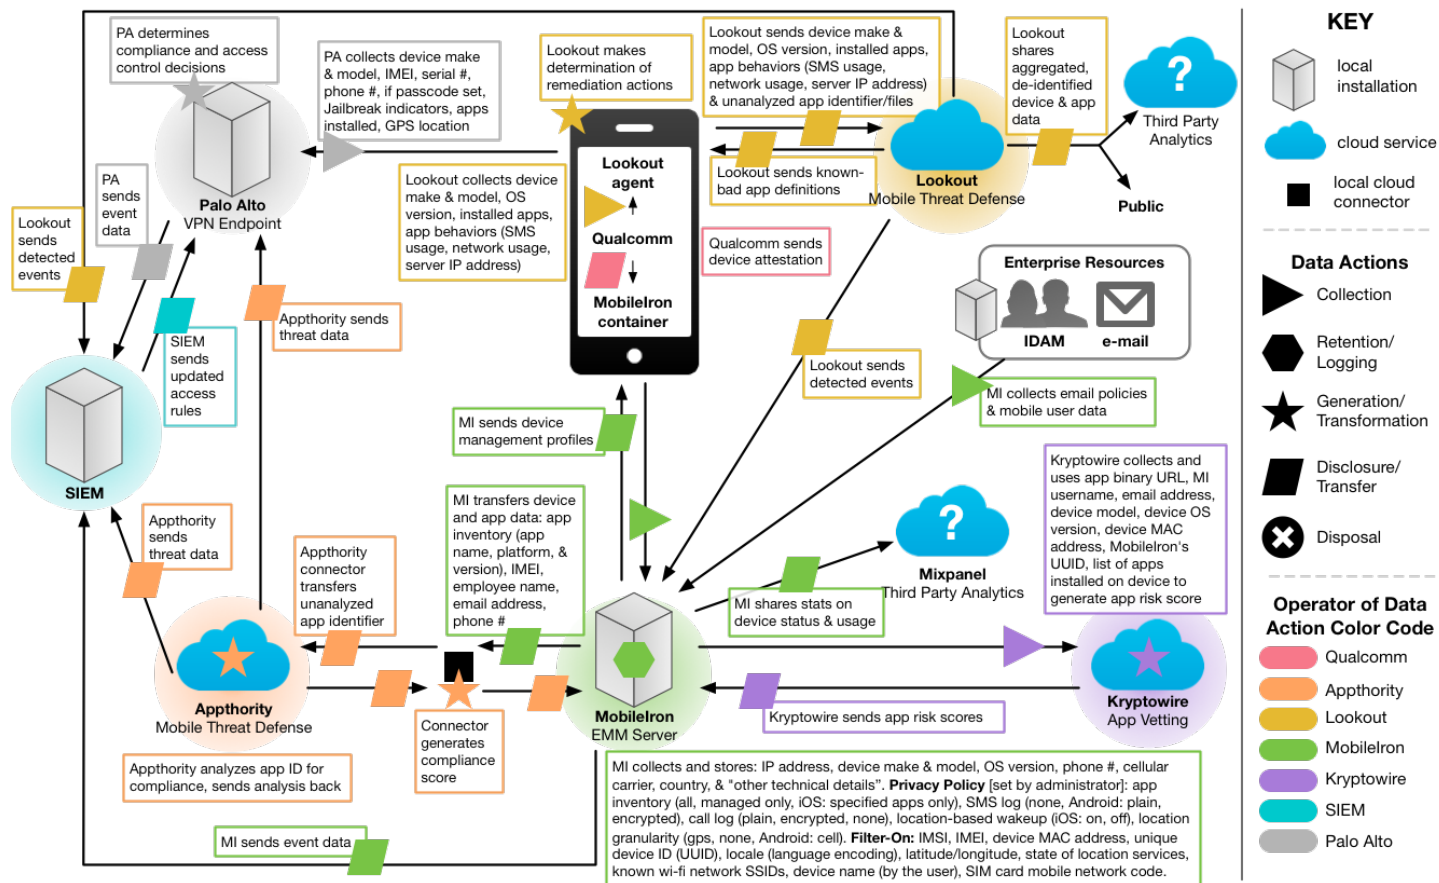 PA determines
compliance and access
control decisions
PA collects device make
& model, IMEI, serial #,
phone #, if passcode set,
Jailbreak indicators, apps
installed, GPS location
Lookout makes
determination of
remediation actions
Lookout sends device make &
model, OS version, installed apps,
app behaviors (SMS usage,
network usage, server IP address)
& unanalyzed app identifier/files
Lookout
shares
aggregated,
de-identified
device & app
data
?
Third Party
Analytics
Public
Lookout
Mobile Threat Defense
Lookout sends known-
bad app definitions
Palo Alto
VPN Endpoint
PA
sends
event
data
Lookout
sends
detected
events
Lookout collects device
make & model, OS
version, installed apps,
app behaviors (SMS
usage, network usage,
server IP address)
Lookout
agent
Qualcomm
MobileIron
container
Qualcomm sends
device attestation
Enterprise Resources
IDAM
e-mail
Appthority sends
threat data
SIEM
sends
updated
access
rules
Lookout sends
detected events
MI collects email policies
& mobile user data
MI sends device
management profiles
SIEM
Appthority
sends
threat data
Appthority
connector
transfers
unanalyzed
app identifier
MI transfers device
and app data: app
inventory (app
name, platform, &
version), IMEI,
employee name,
email address,
phone #
?
Mixpanel
Third Party Analytics
MI shares stats on
device status & usage
Kryptowire collects and
uses app binary URL, MI
username, email address,
device model, device OS
version, device MAC
address, MobileIron's
UUID, list of apps
installed on device to
generate app risk score
Appthority
Mobile Threat Defense
Connector
generates
compliance
score
MobileIron
EMM Server
Kryptowire sends app risk scores
Kryptowire
App Vetting
Appthority analyzes app ID for
compliance, sends analysis back
MI sends event data
MI collects and stores: IP address, device make & model, OS version, phone #, cellular
carrier, country, & "other technical details". Privacy Policy [set by administrator]: app
inventory (all, managed only, iOS: specified apps only), SMS log (none, Android: plain,
encrypted), call log (plain, encrypted, none), location-based wakeup (iOS: on, off), location
granularity (gps, none, Android: cell). Filter-On: IMSI, IMEI, device MAC address, unique
device ID (UUID), locale (language encoding), latitude/longitude, state of location services,
known wi-fi network SSIDs, device name (by the user), SIM card mobile network code.
KEY
local
installation
cloud service
local cloud
connector
Data Actions
Collection
Retention/
Logging
Generation/
Transformation
Disclosure/
Transfer
Disposal
Operator of Data
Action Color Code
Qualcomm
Appthority
Lookout
MobileIron
Kryptowire
SIEM
Palo Alto